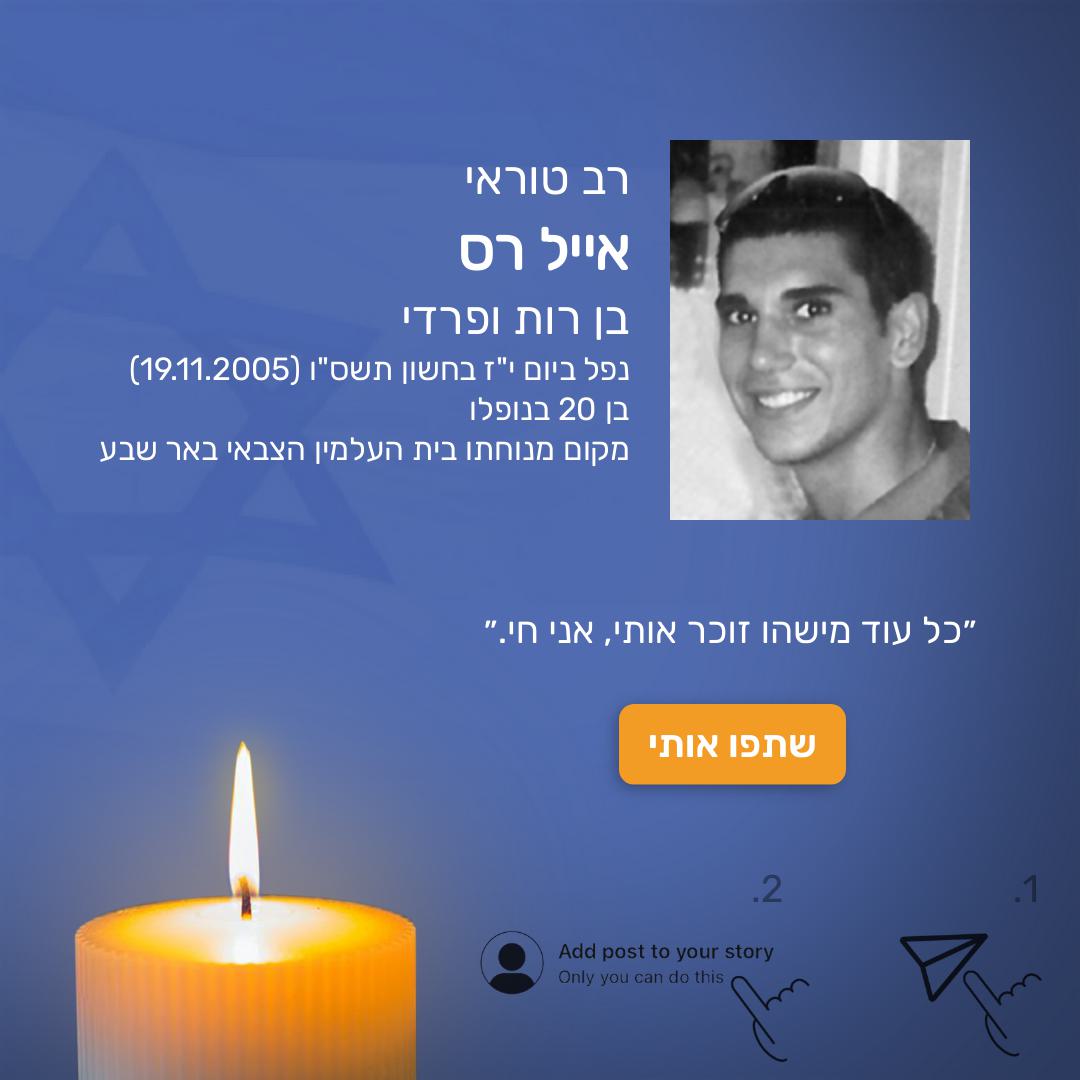 רב טוראי
אייל רס
בן רות ופרדי
נפל ביום י"ז בחשון תשס"ו (19.11.2005)
בן 20 בנופלו
מקום מנוחתו בית העלמין הצבאי באר שבע
״כל עוד מישהו זוכר אותי, אני חי.״
שתפו אותי
1.
2.
Add post to your story
Only you can do this